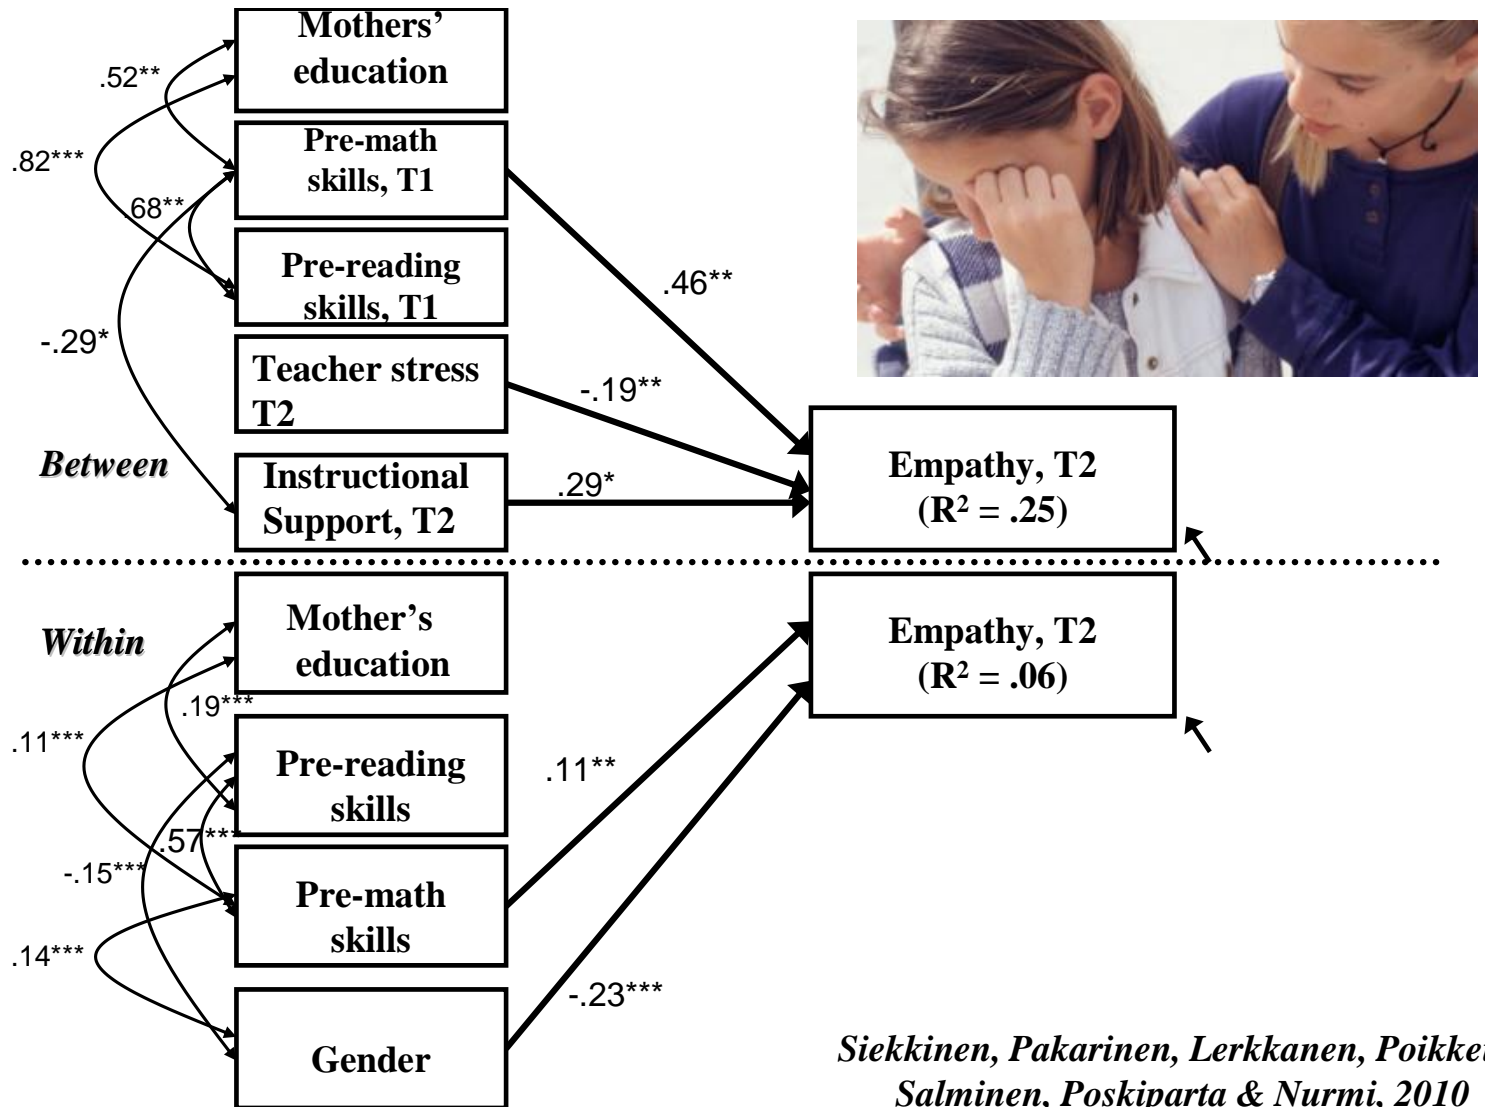 Mothers'
education
.52**
Pre-math
skills, T1
.82***
.68**
Pre-reading
skills, T1
.46**
-.29*
Teacher stress
T2
-.19**
Between
Instructional
Support, T2
.29*
Empathy, T2
(R² = .25)
Within
Mother's
education
Empathy, T2
(R² = .06)
.19***
.11***
Pre-reading
skills
.11**
.57***
-.15***
Pre-math
skills
.14***
-.23***
Gender
Siekkinen, Pakarinen, Lerkkanen,
Salminen, Poskiparta & Nurmi, 2010